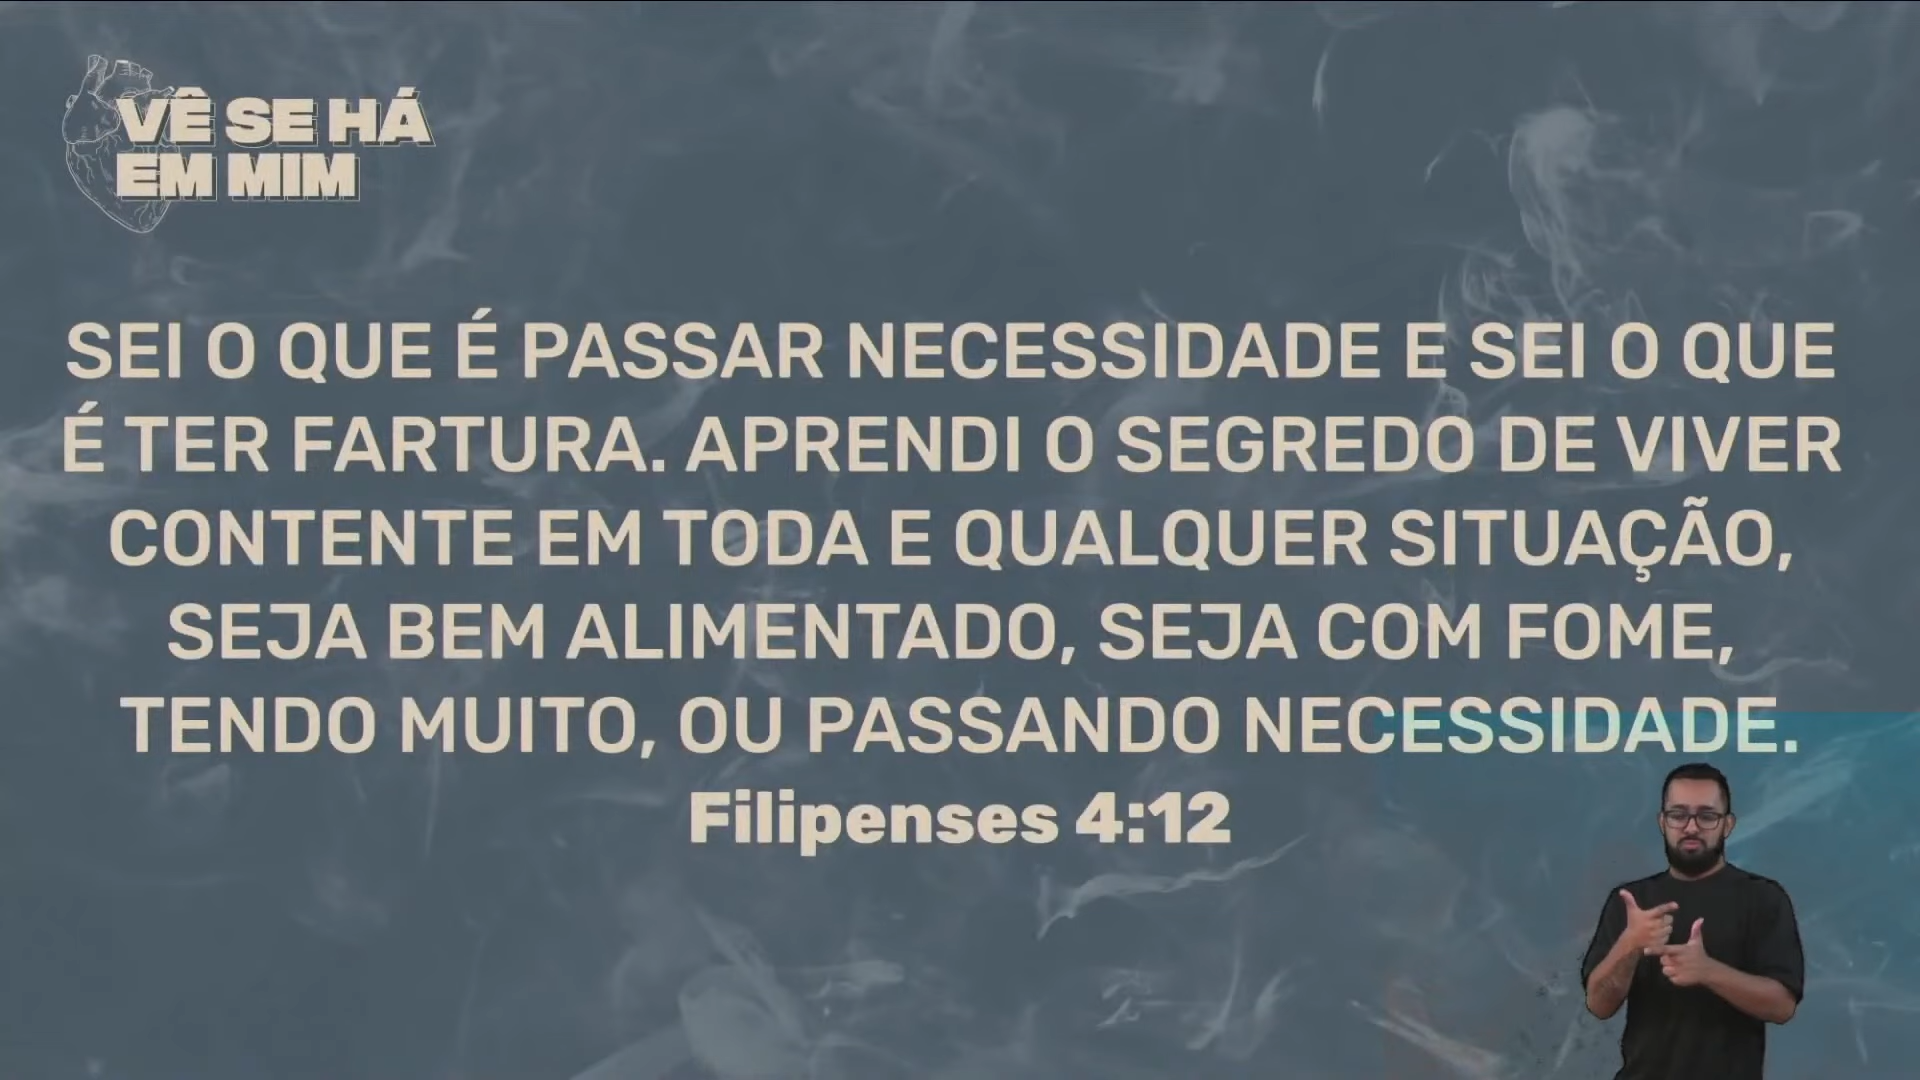 VÊ SE HÁ
EM MIM
SEI O QUE É PASSAR NECESSIDADE E SEI O QUE
É TER FARTURA. APRENDI O SEGREDO DE VIVER
CONTENTE EM TODA E QUALQUER SITUAÇÃO,
SEJA BEM ALIMENTADO, SEJA COM FOME,
TENDO MUITO, OU PASSANDO NECESSIDADE.
Filipenses 4:12